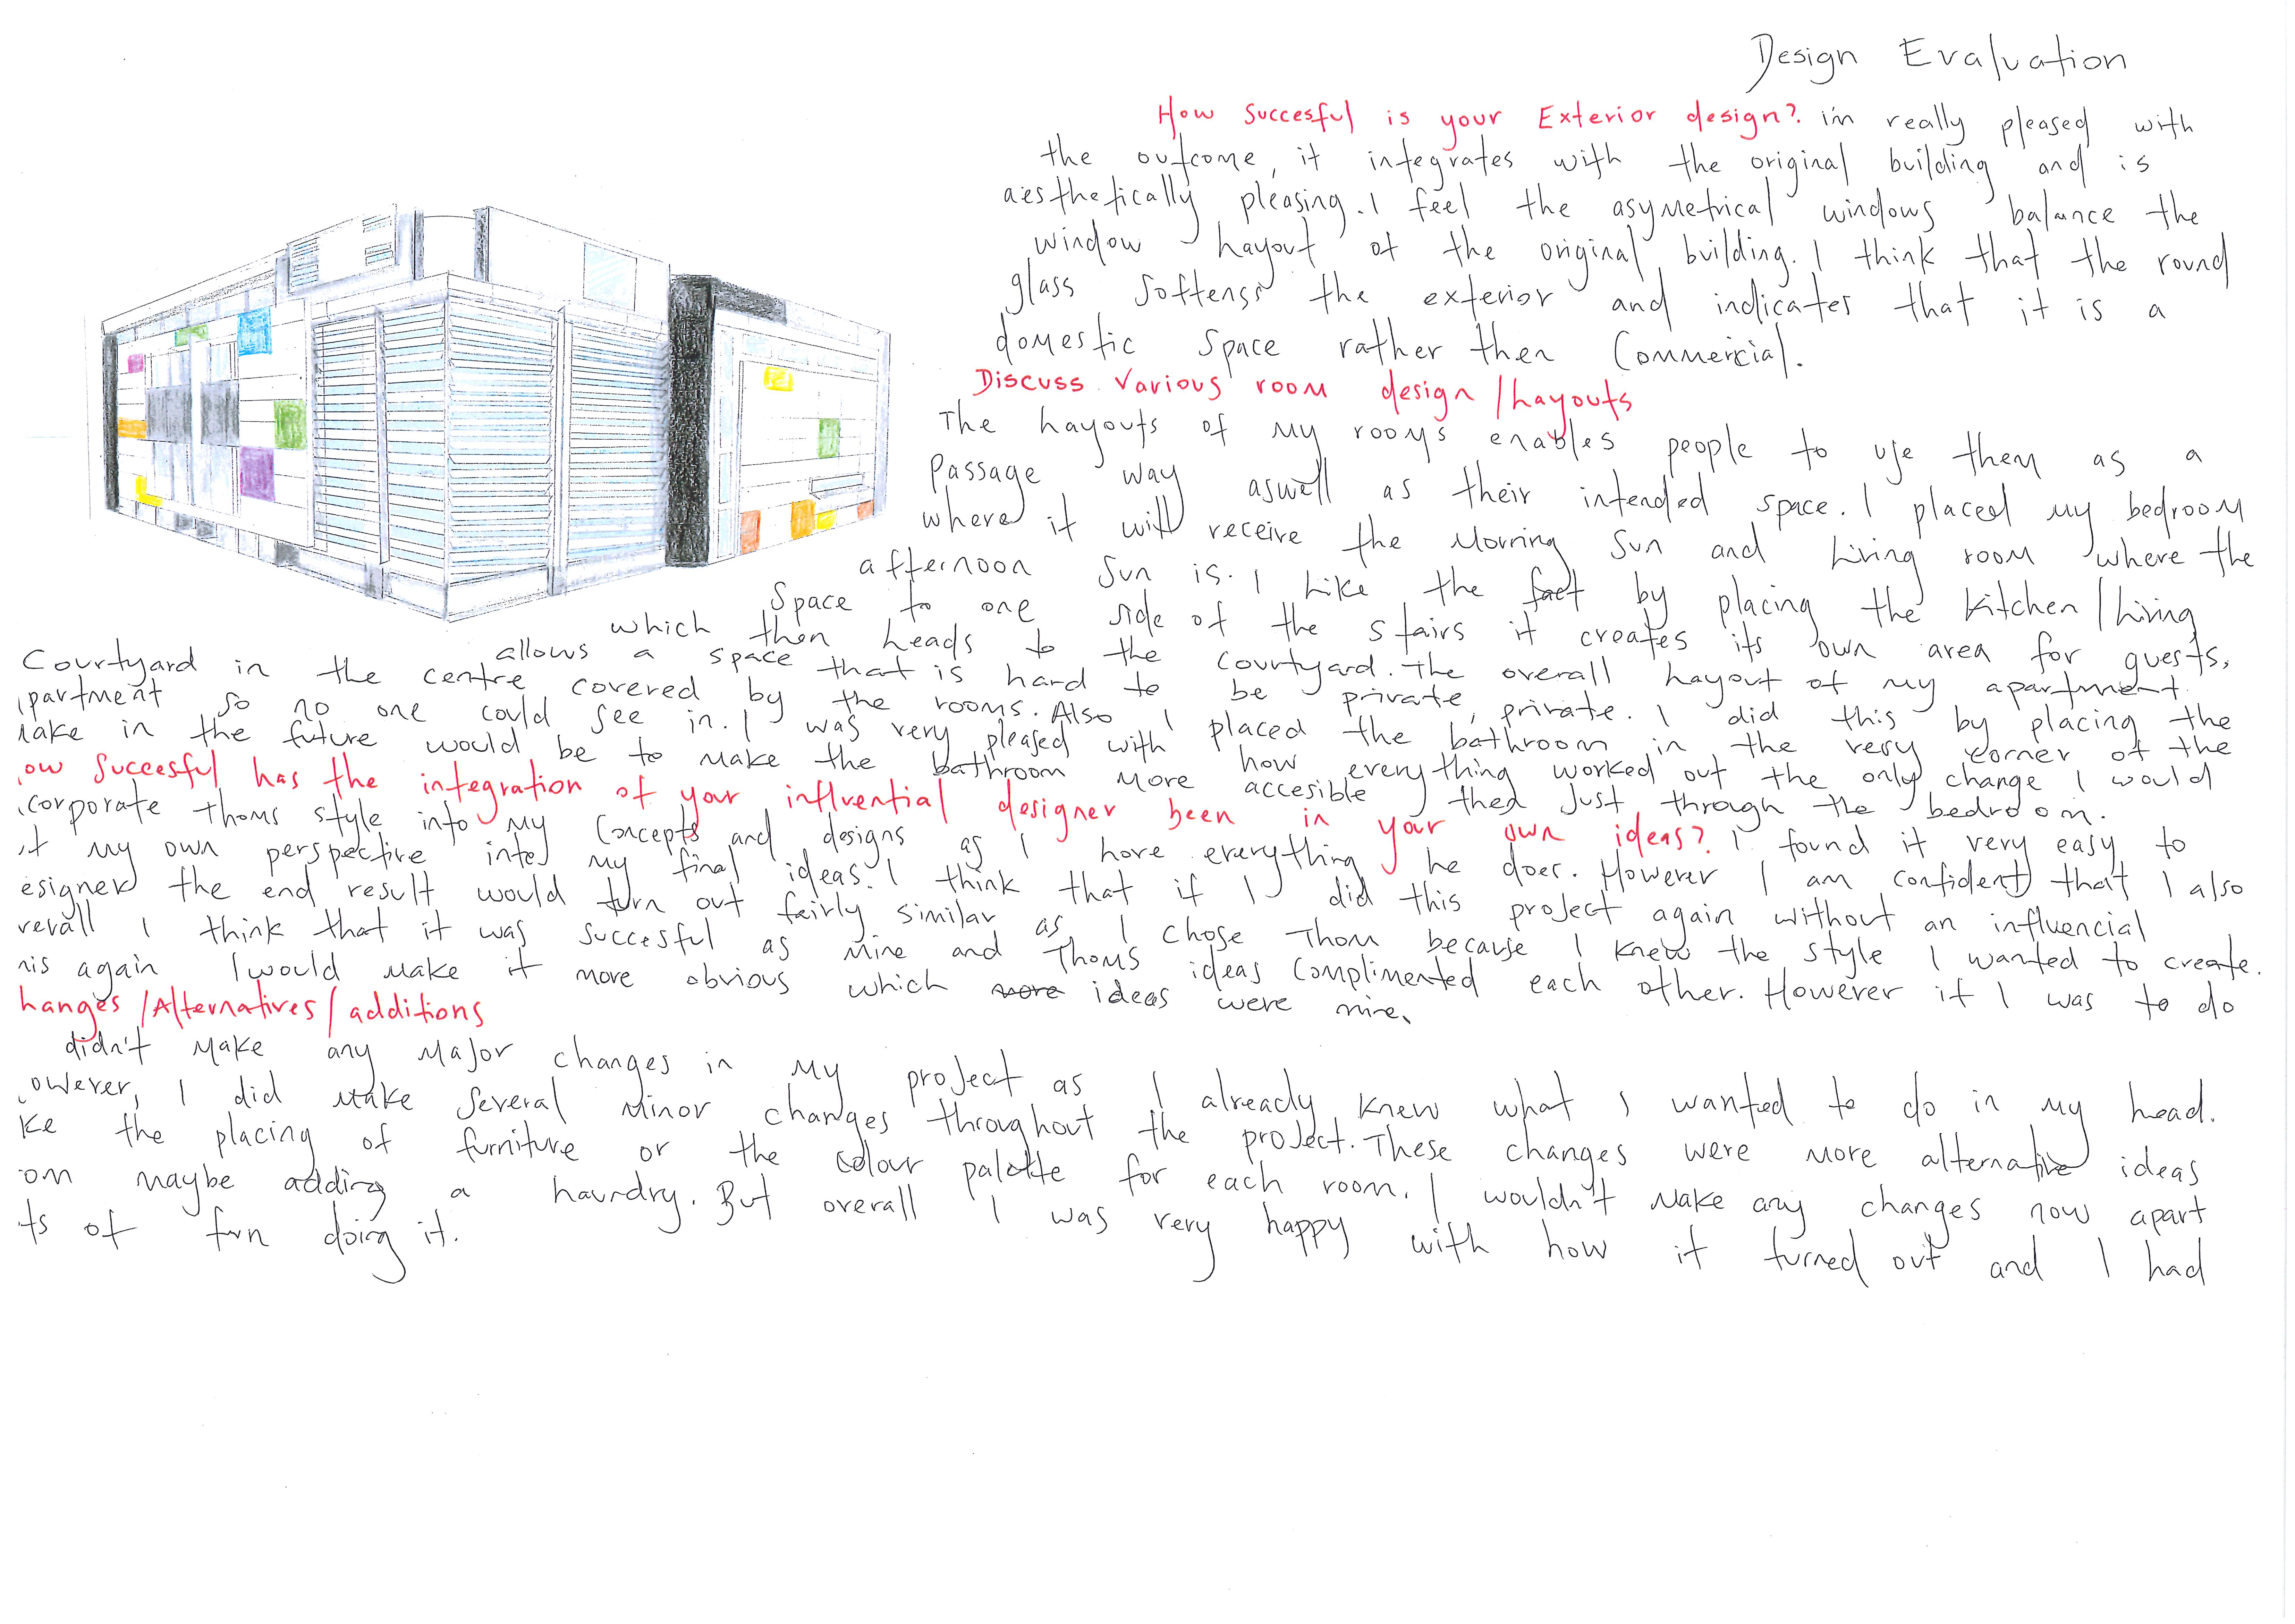 Design Evaluation
How Succesful is your Exterior design? i'm really pleased with
the outcome, it integrates with the original building and is
aesthetically pleasing. I feel the asymetrical windows balance the
window Layout of the original building. I think that the round
glass softens the exterior and indicates that it is a
domestic space rather then Commercial.
Discuss Various room design/Layouts
The Layouts of My rooms enables people to use them as a
Passage way aswell as their intended space. I placed my bedroom
where it will receive the Morning Sun and Living room where the
afternoon Sun is. I Like the fact by placing the Kitchen/Living
Space to one side of the stairs it creates its own area for guests,
which then leads to the courtyard. The overall Layout of My apartment
allows a space that is hard to be private, private. I did this by placing the
Courtyard in the centre covered by the rooms. Also I placed the bathroom in the very corner of the
partment so no one could see in. I was very pleased with how everything worked out the only change I would
make in the future would be to make the bathroom more accesible then just through the bedroom.
ow Succesful has the integration of your influential designer been in your own ideas? I found it very easy to
corporate Thoms style into my Concepts and designs as I love everything he does. However I am confident that I also
it my own perspective into my final ideas. I think that if I did this project again without an influencial
esigner the end result would turn out fairly similar as I chose Thom because I knew the style I wanted to create.
verall I think that it was succesful as mine and Thoms ideas complimented each other. However if I was to do
his again I would make it more obvious which ideas were mine.
hanges/Alternatives/additions
didn't Make any Major changes in My project as I already knew what I wanted to do in my head.
owever, I did Make several Minor changes throughout the project. These changes were more alternative ideas
ke the placing of furniture or the colour palette for each room. I wouldn't Make any changes now apart
om maybe adding a Laundry. But overall I was very happy with how it turned out and I had
ts of fun doing it.